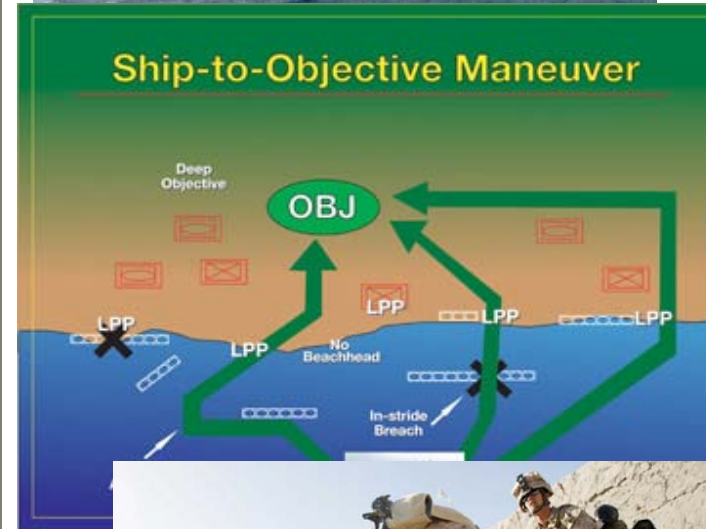 Ship-to-Objective Maneuver
Deep
Objective
OBJ
LPP
LPP
LPP
LPP
LPP
No
Beachhead
In-stride
Breach